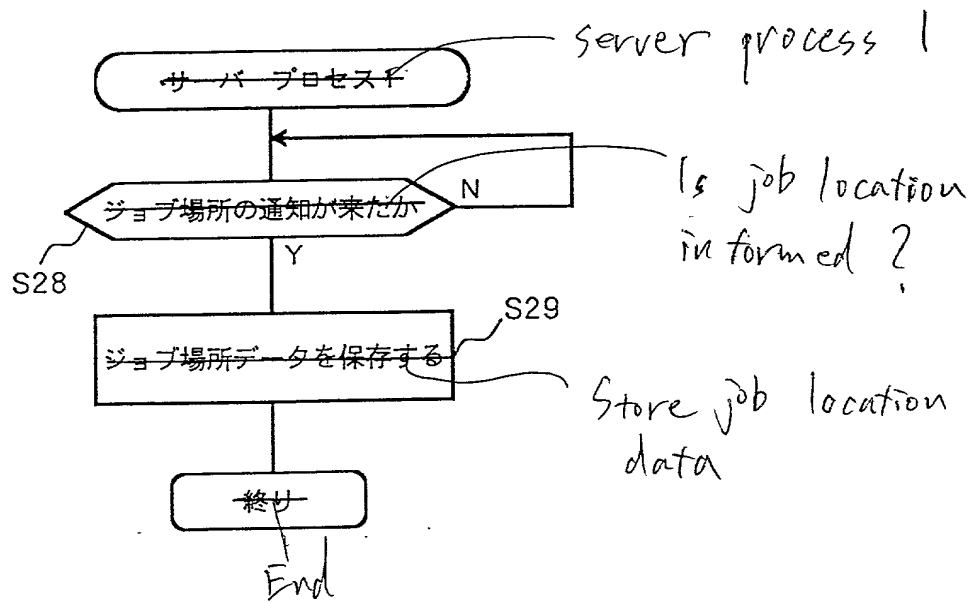 server process 1
サーバープロセス1
Is job location
informed?
ジョブ場所の通知が来たか
N
Y
S28
S29
ジョブ場所データを保存する
Store job location
data
終り
End